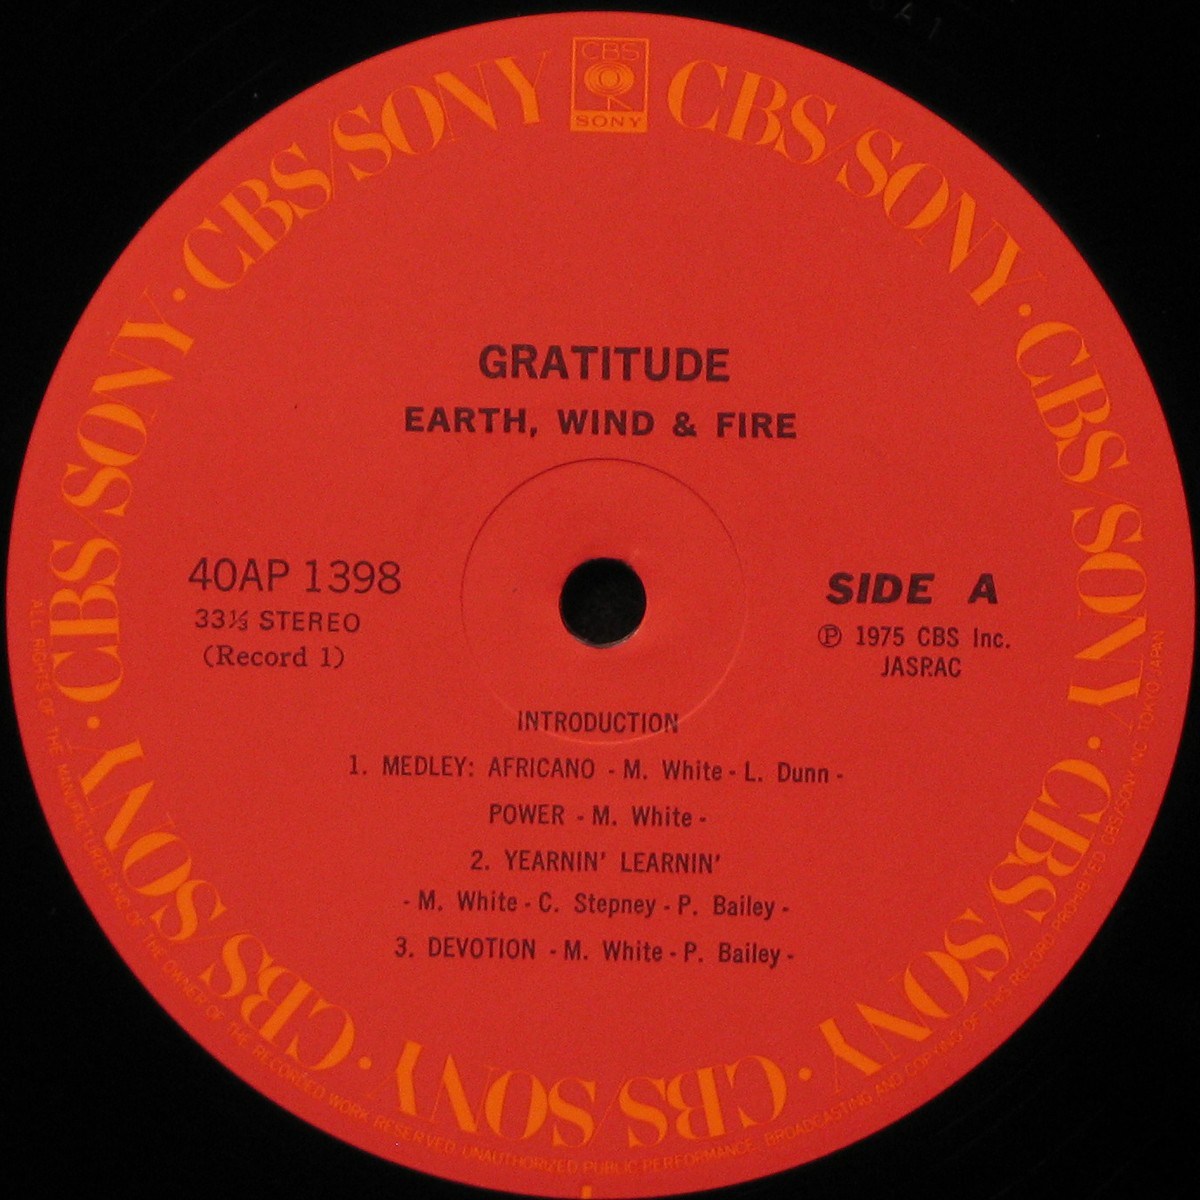 CBS
SONY
CBS/SONY · CBS/SONY · CBS/SONY · CBS/SONY · CBS/SONY · CBS/SONY · CBS/SONY · CBS/SONY
GRATITUDE
EARTH, WIND & FIRE
40AP 1398
33⅓ STEREO
(Record 1)
SIDE A
Ⓟ 1975 CBS Inc.
JASRAC
INTRODUCTION
1. MEDLEY: AFRICANO - M. White - L. Dunn -
POWER - M. White -
2. YEARNIN' LEARNIN'
- M. White - C. Stepney - P. Bailey -
3. DEVOTION - M. White - P. Bailey -
ALL RIGHTS OF THE MANUFACTURER AND OF THE OWNER OF THE RECORDED WORK RESERVED. UNAUTHORIZED PUBLIC PERFORMANCE, BROADCASTING AND COPYING OF THIS RECORD PROHIBITED. CBS/SONY INC. TOKYO JAPAN